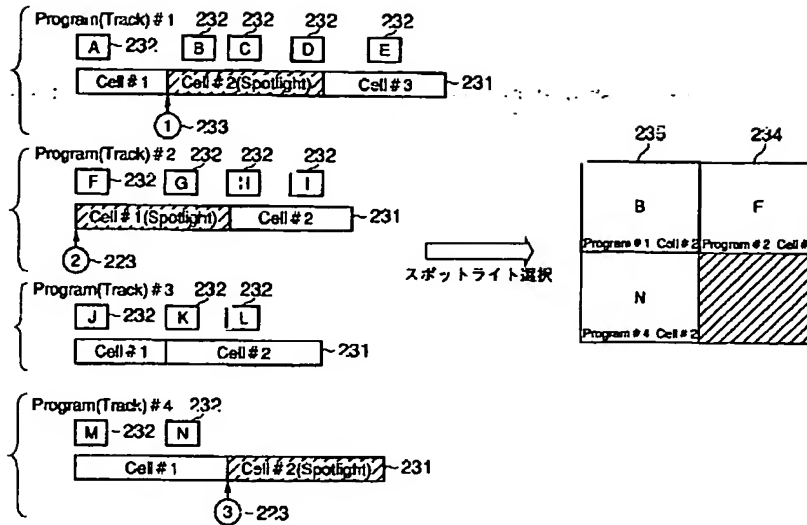 Program(Track)#1
232 232 232 232
A 232 B C D E
Cell#1 Cell#2(Spotlight) Cell#3 231
1 233
Program(Track)#2
232 232 232
F 232 G H I
Cell#1(Spotlight) Cell#2 231
2 223
Program(Track)#3
232 232
J 232 K L
Cell#1 Cell#2 231
Program(Track)#4
232
M 232 N
Cell#1 Cell#2(Spotlight) 231
3 223
スポットライト選択
235 234
B F
Program#1 Cell#2 Program#2 Cell#
N
Program#4 Cell#2